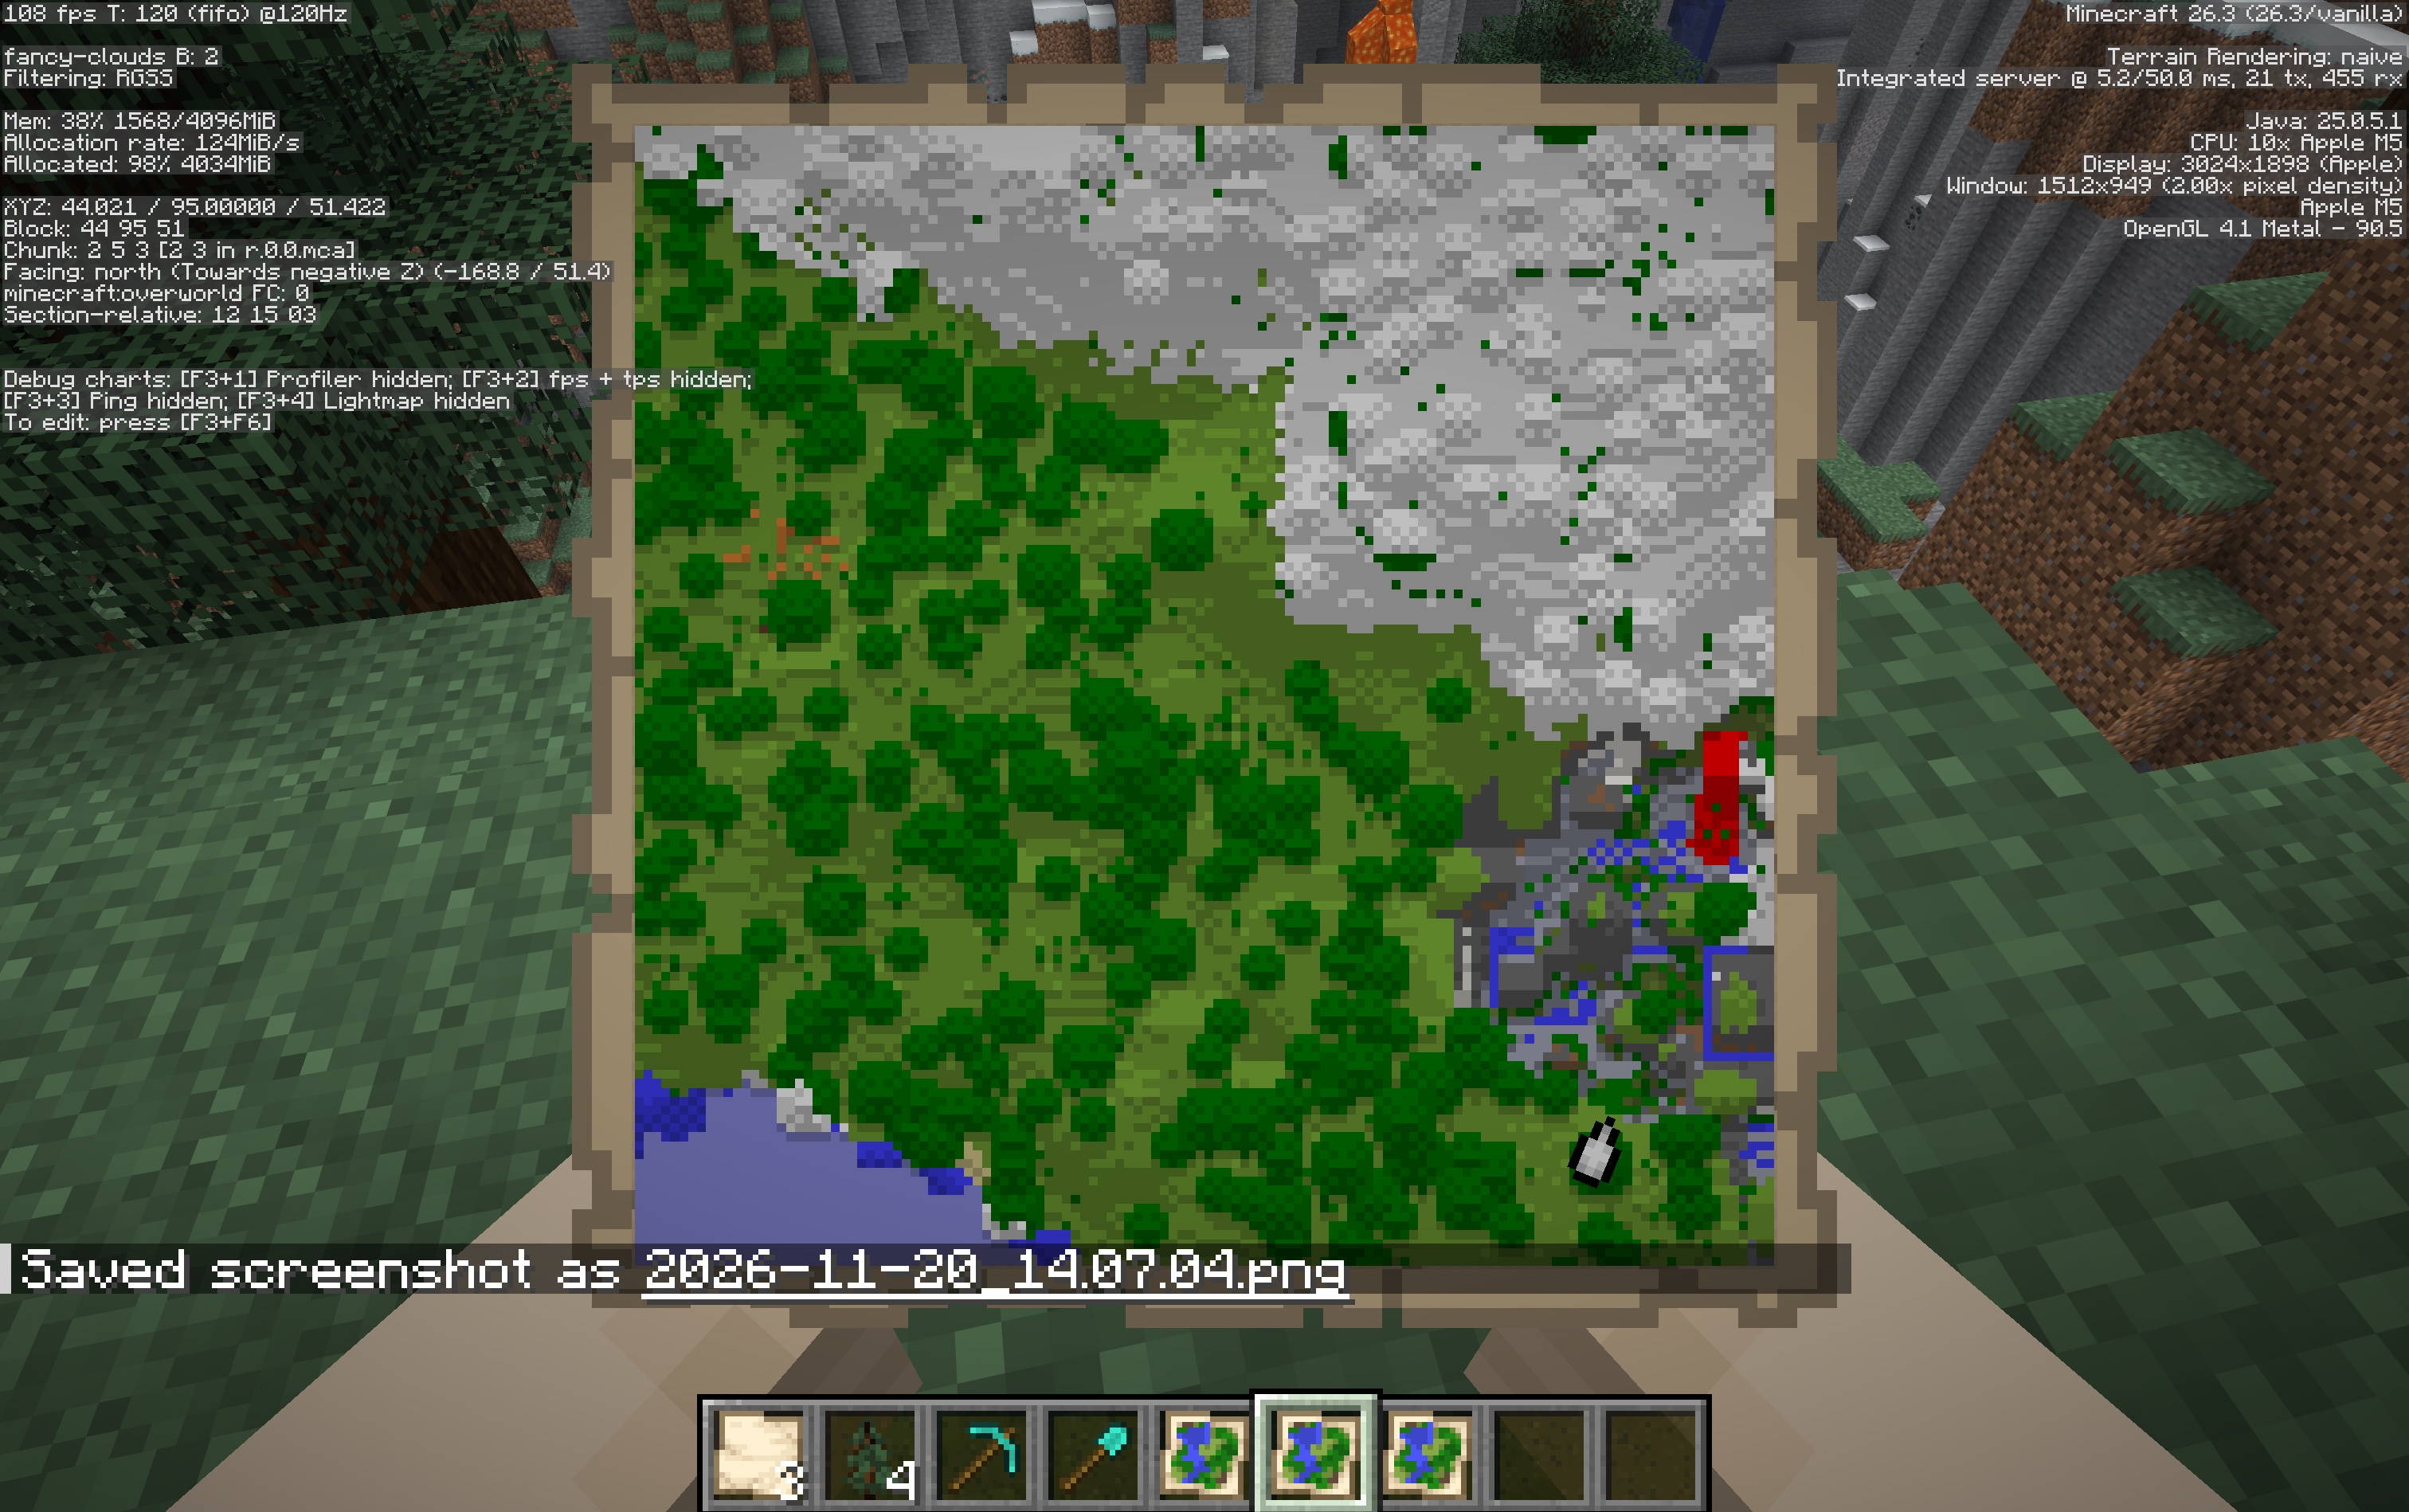 108 fps T: 120 (fifo) @120Hz
fancy-clouds B: 2
Filtering: RGSS
Mem: 38% 1568/4096MiB
Allocation rate: 124MiB/s
Allocated: 98% 4034MiB
XYZ: 44.021 / 95.00000 / 51.422
Block: 44 95 51
Chunk: 2 5 3 [2 3 in r.0.0.mca]
Facing: north (Towards negative Z) (-168.8 / 51.4)
minecraft:overworld FC: 0
Section-relative: 12 15 03
Debug charts: [F3+1] Profiler hidden; [F3+2] fps + tps hidden;
[F3+3] Ping hidden; [F3+4] Lightmap hidden
To edit: press [F3+F6]
Minecraft 26.3 (26.3/vanilla)
Terrain Rendering: naive
Integrated server @ 5.2/50.0 ms, 21 tx, 455 rx
Java: 25.0.5.1
CPU: 10x Apple M5
Display: 3024x1898 (Apple)
Window: 1512x949 (2.00x pixel density)
Apple M5
OpenGL 4.1 Metal - 90.5
Saved screenshot as 2026-11-20_14.07.04.png
3
4